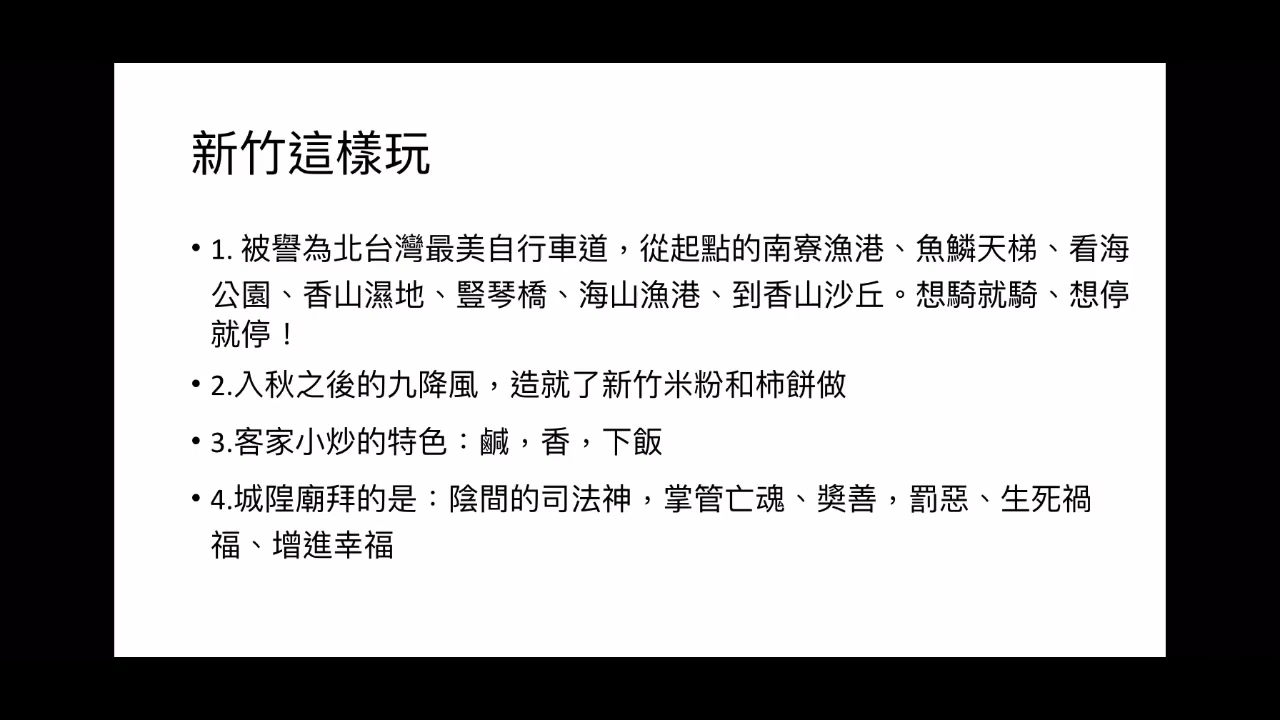 新竹這樣玩
• 1. 被譽為北台灣最美自行車道，從起點的南寮漁港、魚鱗天梯、看海
公園、香山濕地、豎琴橋、海山漁港、到香山沙丘。想騎就騎、想停
就停！
• 2.入秋之後的九降風，造就了新竹米粉和柿餅做
• 3.客家小炒的特色：鹹，香，下飯
• 4.城隍廟拜的是：陰間的司法神，掌管亡魂、獎善，罰惡、生死禍
福、增進幸福